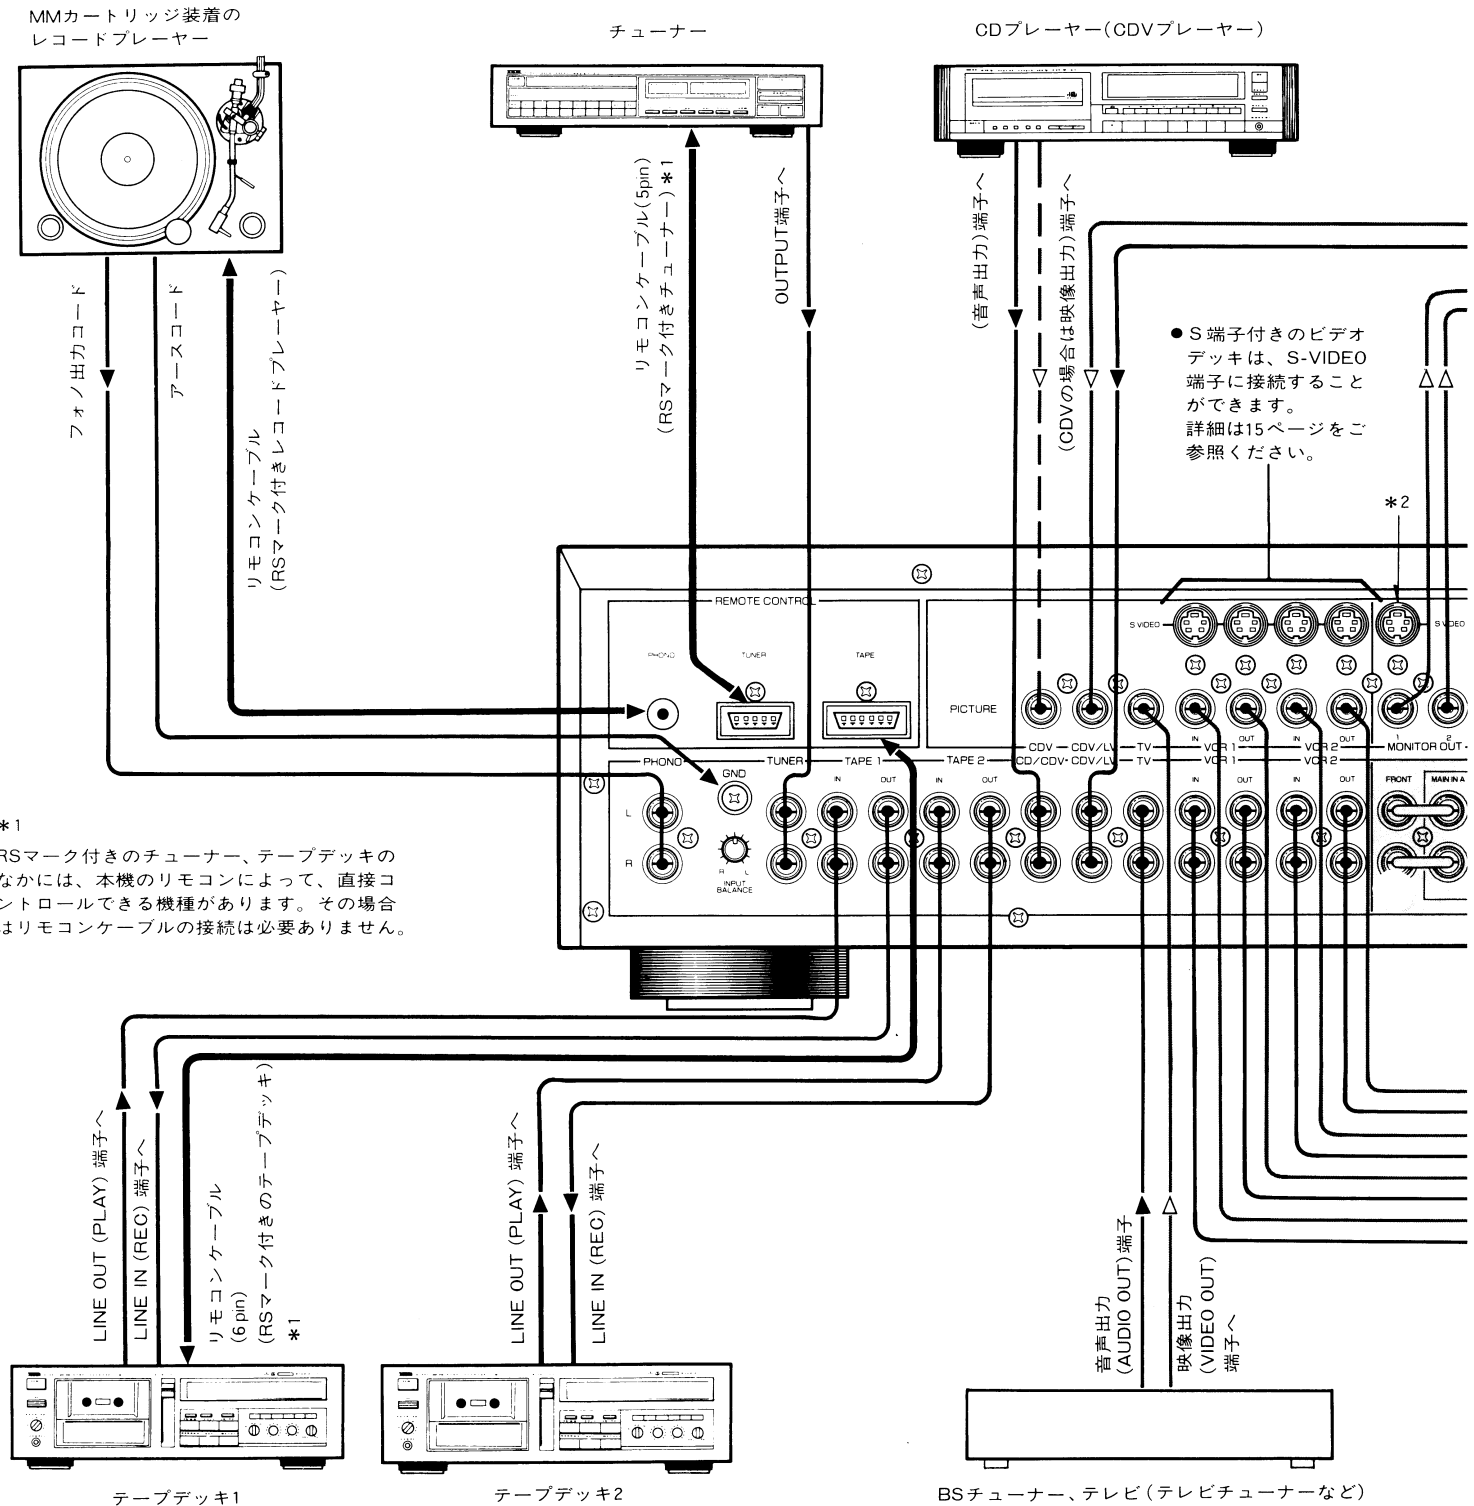 MMカートリッジ装着の
レコードプレーヤー
チューナー
CDプレーヤー(CDVプレーヤー)
フォノ出力コード
アースコード
リモコンケーブル
(RSマーク付きレコードプレーヤー)
リモコンケーブル(5pin)
(RSマーク付きチューナー)*1
OUTPUT端子へ
(音声出力)端子へ
(CDVの場合は映像出力)端子へ
●S端子付きのビデオ
デッキは、S-VIDEO
端子に接続すること
ができます。
詳細は15ページをご
参照ください。
*2
REMOTE CONTROL
PHONO
TUNER
TAPE
S VIDEO
S VIDEO
PICTURE
CDV
CDV/LV
TV
IN
OUT
VCR 1
IN
OUT
VCR 2
1
2
MONITOR OUT
PHONO
GND
TUNER
TAPE 1
IN
OUT
TAPE 2
IN
OUT
CD/CDV
CDV/LV
TV
VCR 1
IN
OUT
VCR 2
IN
OUT
FRONT
MAIN IN A
L
R
R L
INPUT
BALANCE
*1
RSマーク付きのチューナー、テープデッキの
なかには、本機のリモコンによって、直接コ
ントロールできる機種があります。その場合
はリモコンケーブルの接続は必要ありません。
LINE OUT (PLAY) 端子へ
LINE IN (REC) 端子へ
リモコンケーブル
(6pin)
(RSマーク付きのテープデッキ)
*1
LINE OUT (PLAY) 端子へ
LINE IN (REC) 端子へ
音声出力
(AUDIO OUT)端子
映像出力
(VIDEO OUT)
端子へ
テープデッキ1
テープデッキ2
BSチューナー、テレビ(テレビチューナーなど)